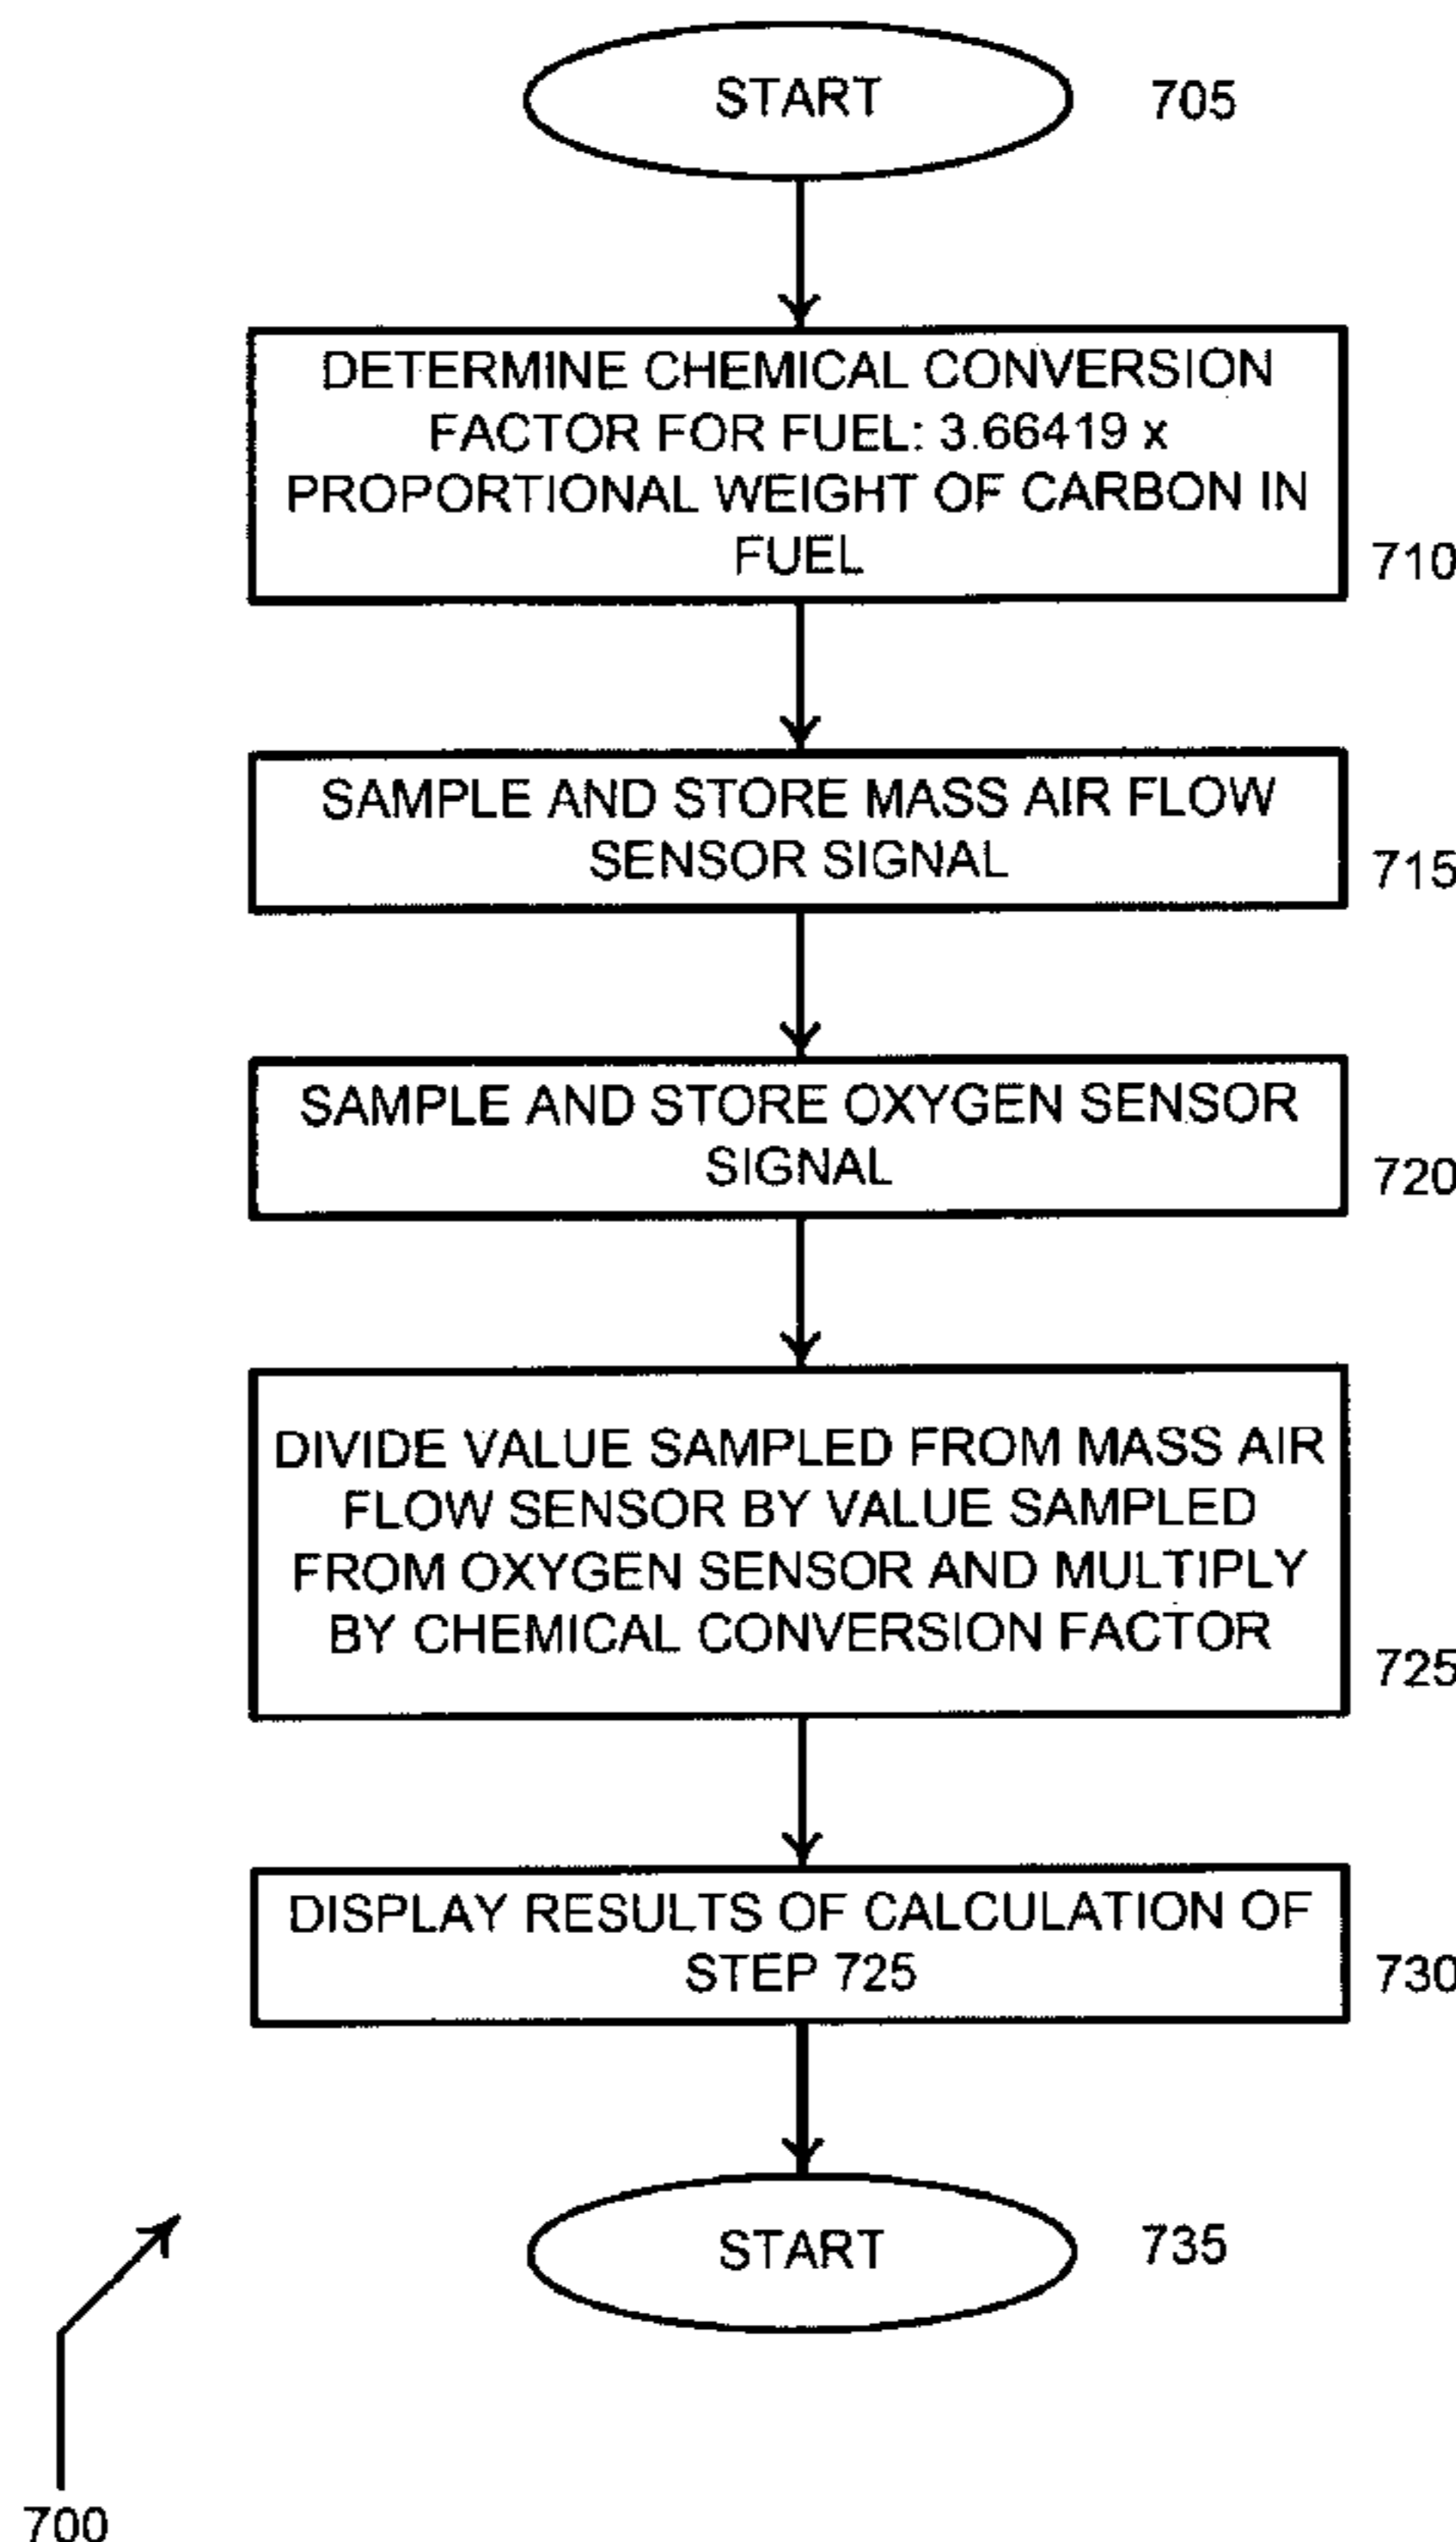 START
705
DETERMINE CHEMICAL CONVERSION
FACTOR FOR FUEL: 3.66419 x
PROPORTIONAL WEIGHT OF CARBON IN
FUEL
710
SAMPLE AND STORE MASS AIR FLOW
SENSOR SIGNAL
715
SAMPLE AND STORE OXYGEN SENSOR
SIGNAL
720
DIVIDE VALUE SAMPLED FROM MASS AIR
FLOW SENSOR BY VALUE SAMPLED
FROM OXYGEN SENSOR AND MULTIPLY
BY CHEMICAL CONVERSION FACTOR
725
DISPLAY RESULTS OF CALCULATION OF
STEP 725
730
START
735
700